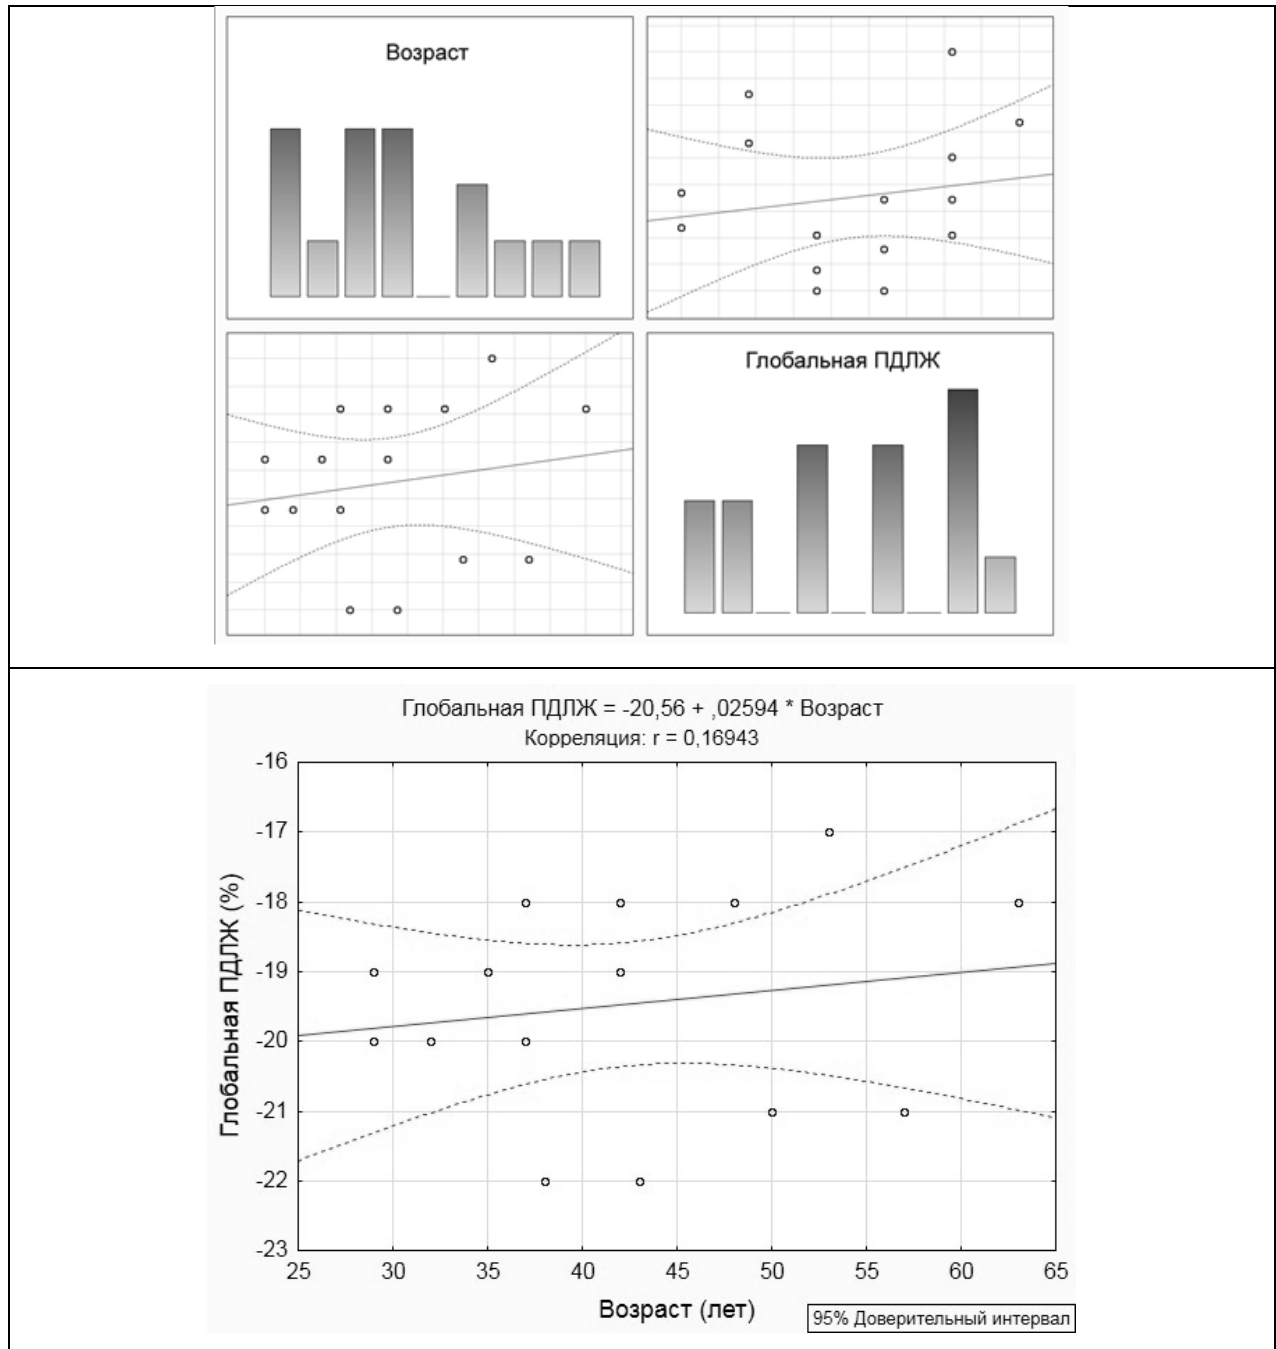 Возраст
Глобальная ПДЛЖ
Глобальная ПДЛЖ = -20,56 + ,02594 * Возраст
Корреляция: r = 0,16943
Глобальная ПДЛЖ (%)
-16
-17
-18
-19
-20
-21
-22
-23
25 30 35 40 45 50 55 60 65
Возраст (лет)
95% Доверительный интервал